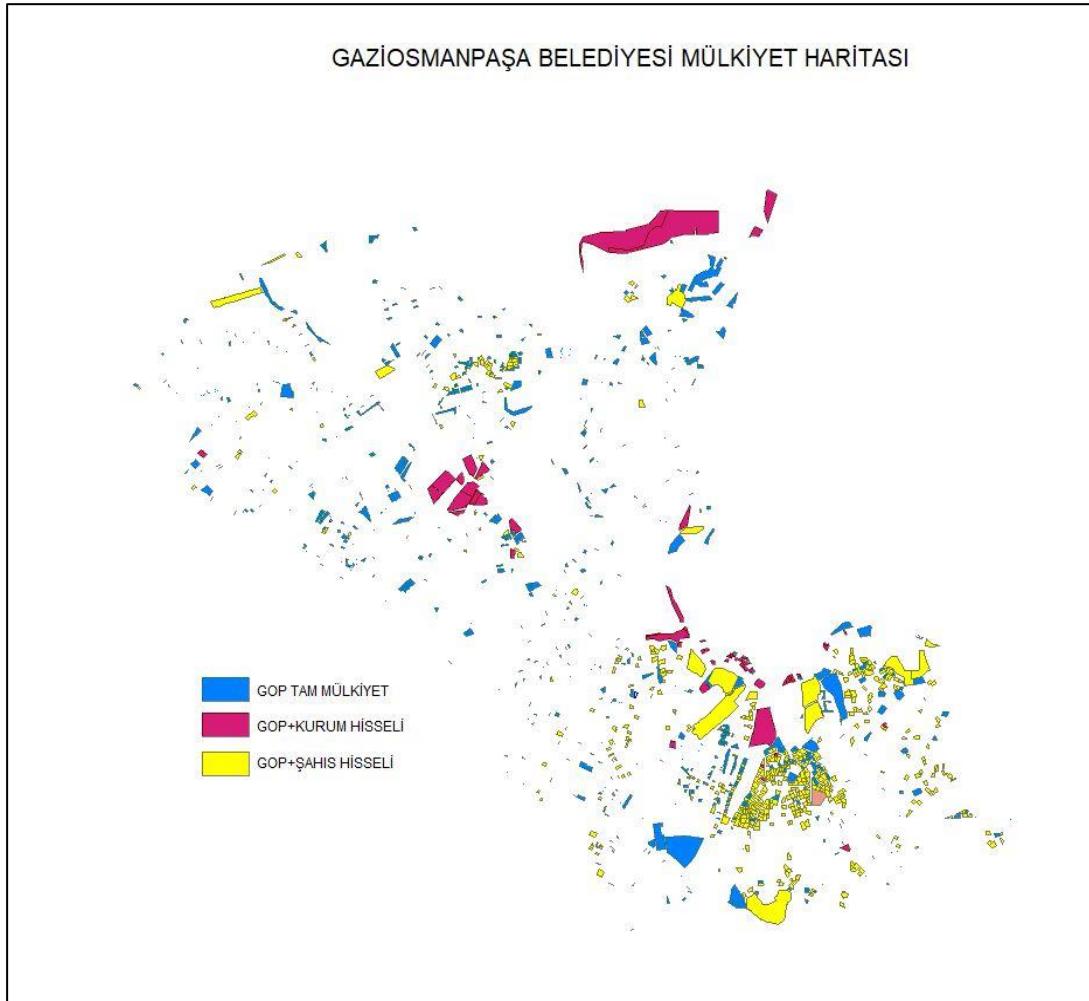 GAZİOSMANPAŞA BELEDİYESİ MÜLKİYET HARİTASI
GOP TAM MÜLKİYET
GOP+KURUM HİSSELİ
GOP+ŞAHIS HİSSELİ